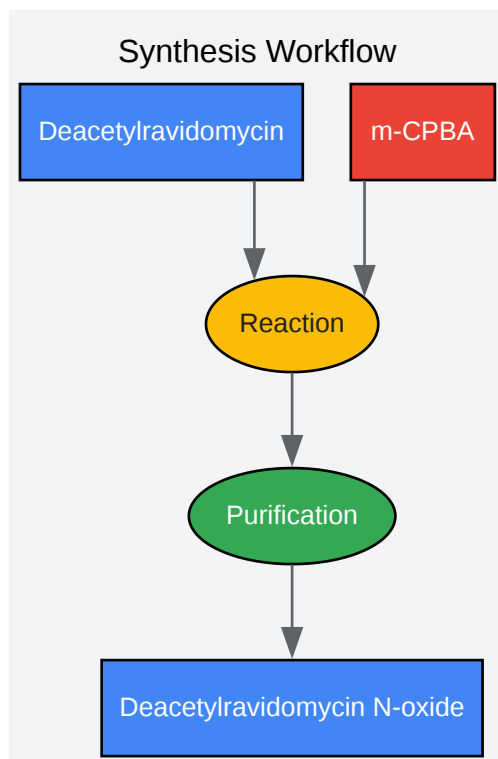 Synthesis Workflow
Deacetylravidomycin
m-CPBA
Reaction
Purification
Deacetylravidomycin N-oxide